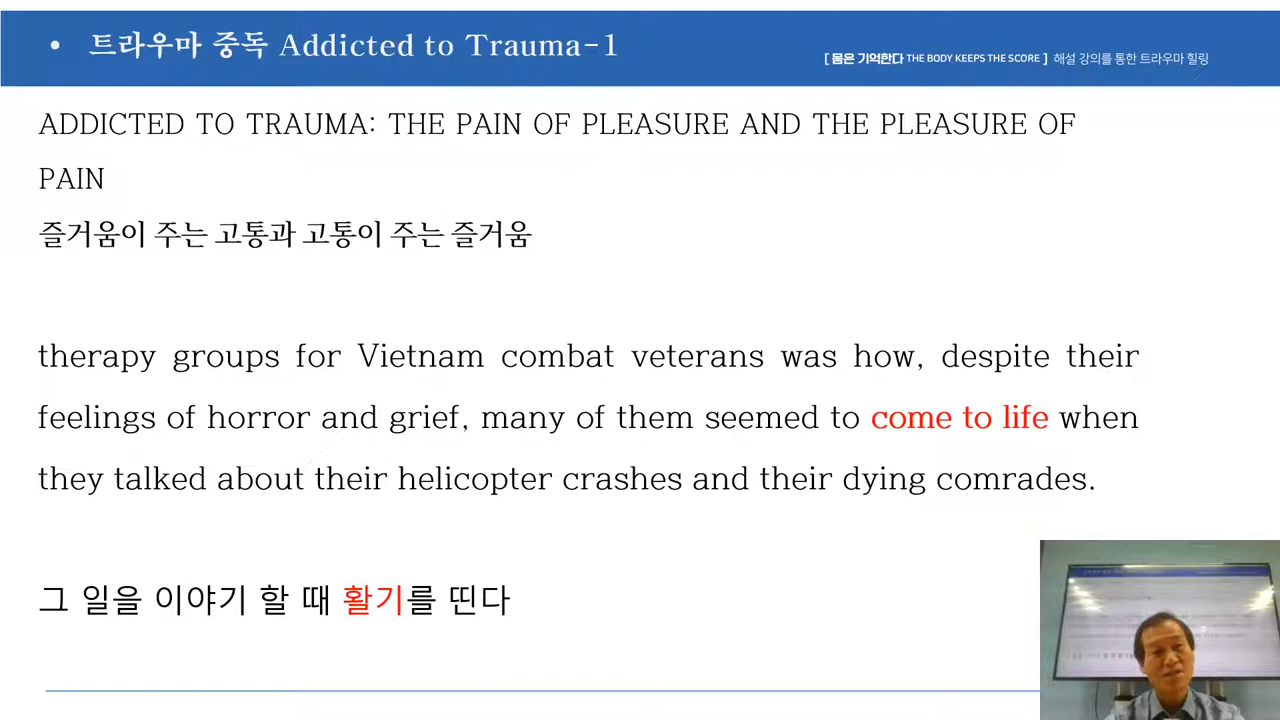 • 트라우마 중독 Addicted to Trauma-1
[ 몸은 기억한다 THE BODY KEEPS THE SCORE ] 해설 강의를 통한 트라우마 힐링
ADDICTED TO TRAUMA: THE PAIN OF PLEASURE AND THE PLEASURE OF
PAIN
즐거움이 주는 고통과 고통이 주는 즐거움
therapy groups for Vietnam combat veterans was how, despite their
feelings of horror and grief, many of them seemed to come to life when
they talked about their helicopter crashes and their dying comrades.
그 일을 이야기 할 때 활기를 띤다